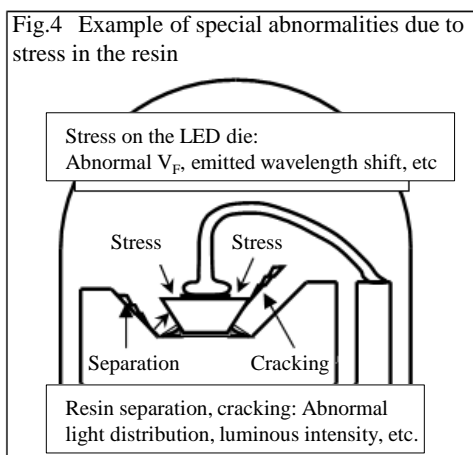 Fig.4 Example of special abnormalities due to
stress in the resin
Stress on the LED die:
Abnormal V_F, emitted wavelength shift, etc
Stress
Stress
Separation
Cracking
Resin separation, cracking: Abnormal
light distribution, luminous intensity, etc.